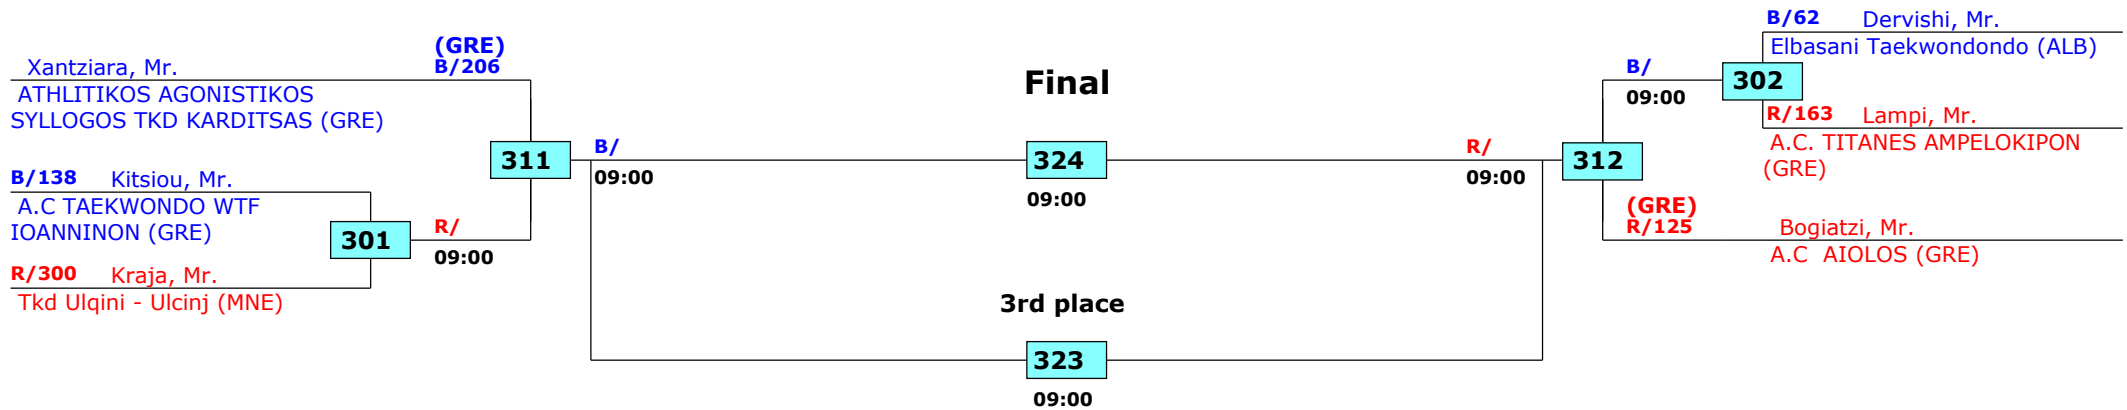 (GRE)
Xantziara, Mr.
B/206
ATHLITIKOS AGONISTIKOS
SYLLOGOS TKD KARDITSAS (GRE)
311
B/
09:00
B/138 Kitsiou, Mr.
A.C TAEKWONDO WTF
IOANNINON (GRE)
301
R/
09:00
R/300 Kraja, Mr.
Tkd Ulqini - Ulcinj (MNE)
Final
324
09:00
3rd place
323
09:00
B/62 Dervishi, Mr.
Elbasani Taekwondondo (ALB)
B/
302
09:00
R/163 Lampi, Mr.
A.C. TITANES AMPELOKIPON
(GRE)
R/
312
09:00
(GRE)
R/125 Bogiatzi, Mr.
A.C  AIOLOS (GRE)